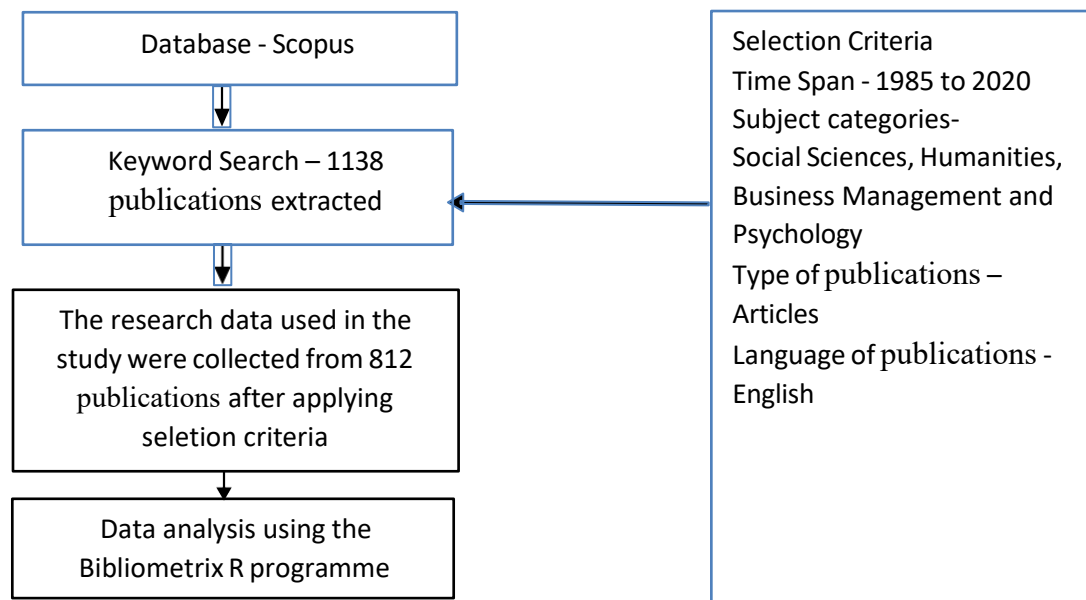 Database - Scopus
Keyword Search – 1138
publications extracted
The research data used in the
study were collected from 812
publications after applying
seletion criteria
Data analysis using the
Bibliometrix R programme
Selection Criteria
Time Span - 1985 to 2020
Subject categories-
Social Sciences, Humanities,
Business Management and
Psychology
Type of publications –
Articles
Language of publications -
English